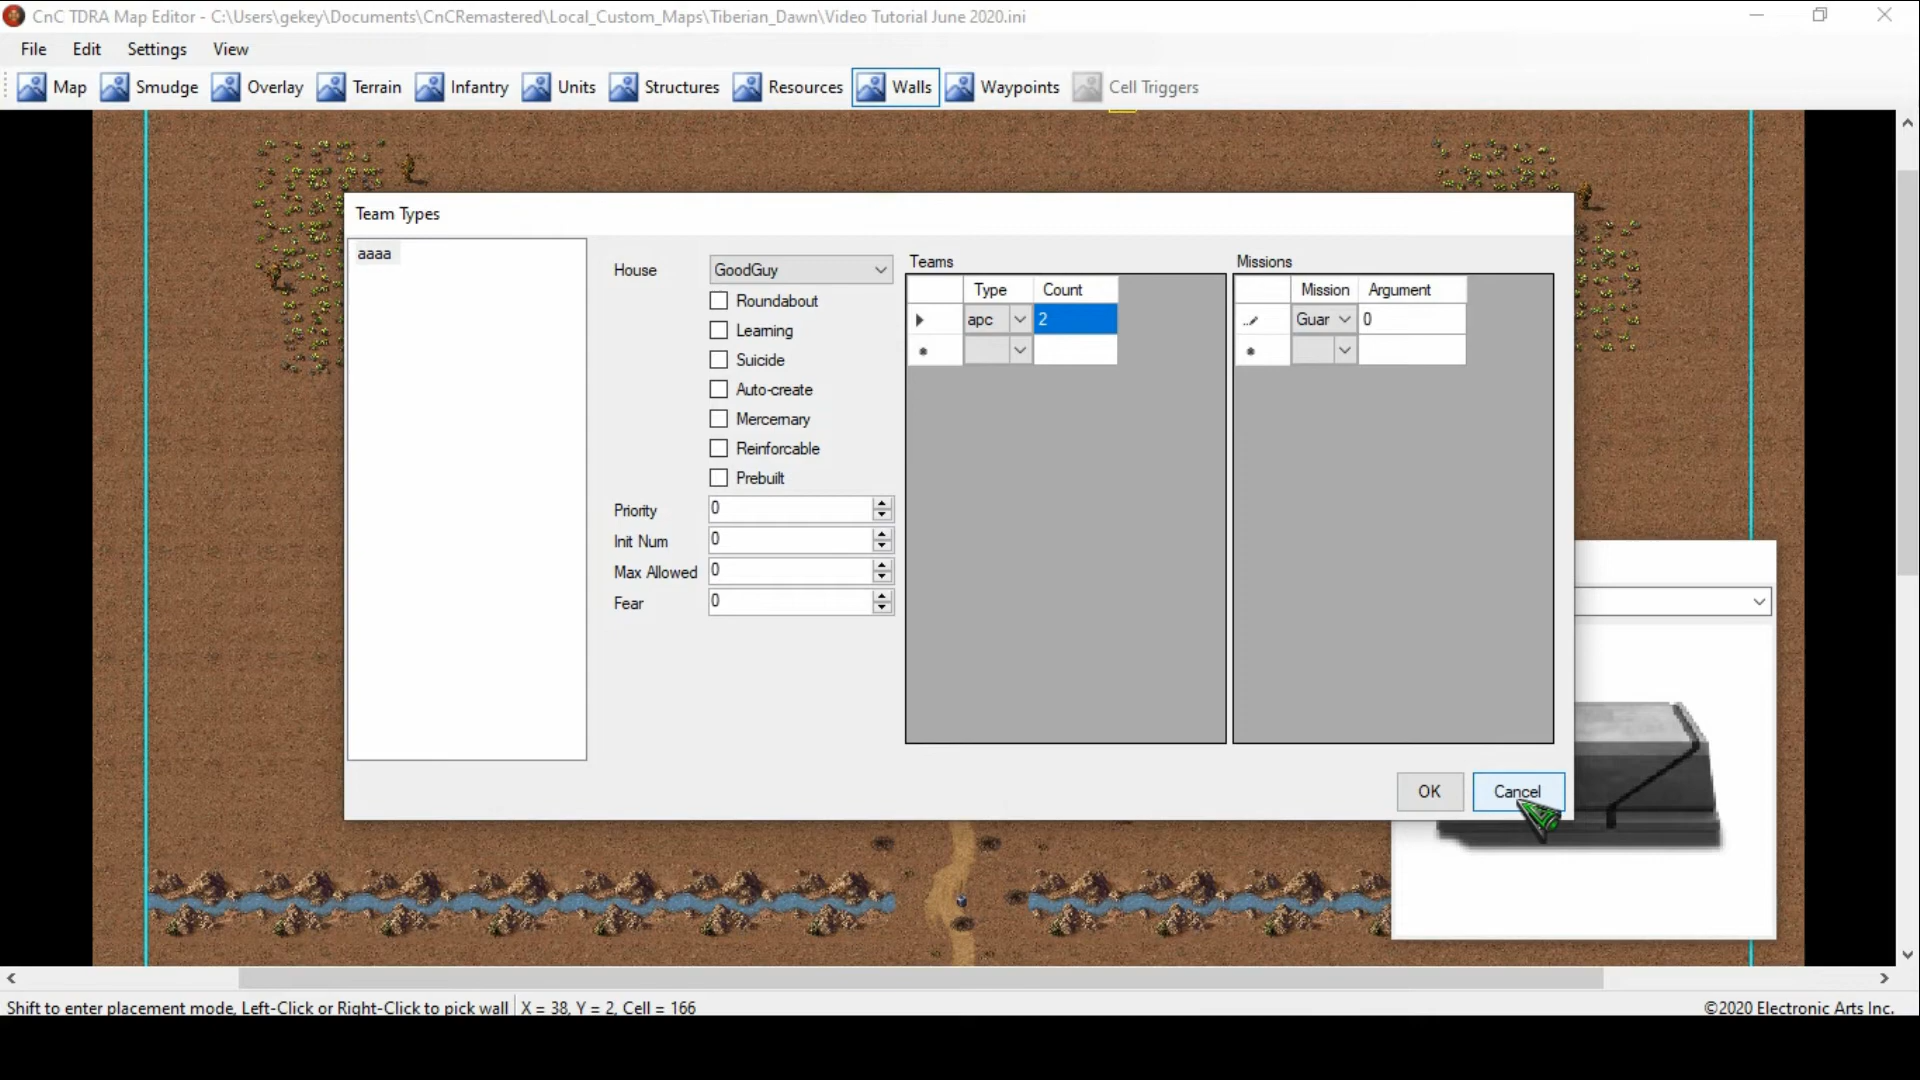 CnC TDRA Map Editor - C:\Users\gekey\Documents\CnCRemastered\Local_Custom_Maps\Tiberian_Dawn\Video Tutorial June 2020.ini
File Edit Settings View
Map Smudge Overlay Terrain Infantry Units Structures Resources Walls Waypoints Cell Triggers
Team Types
aaaa
House GoodGuy
Roundabout
Learning
Suicide
Auto-create
Mercernary
Reinforcable
Prebuilt
Priority 0
Init Num 0
Max Allowed 0
Fear 0
Teams
Type Count
apc 2
Missions
Mission Argument
Guar 0
OK Cancel
Shift to enter placement mode, Left-Click or Right-Click to pick wall X = 38, Y = 2, Cell = 166
©2020 Electronic Arts Inc.